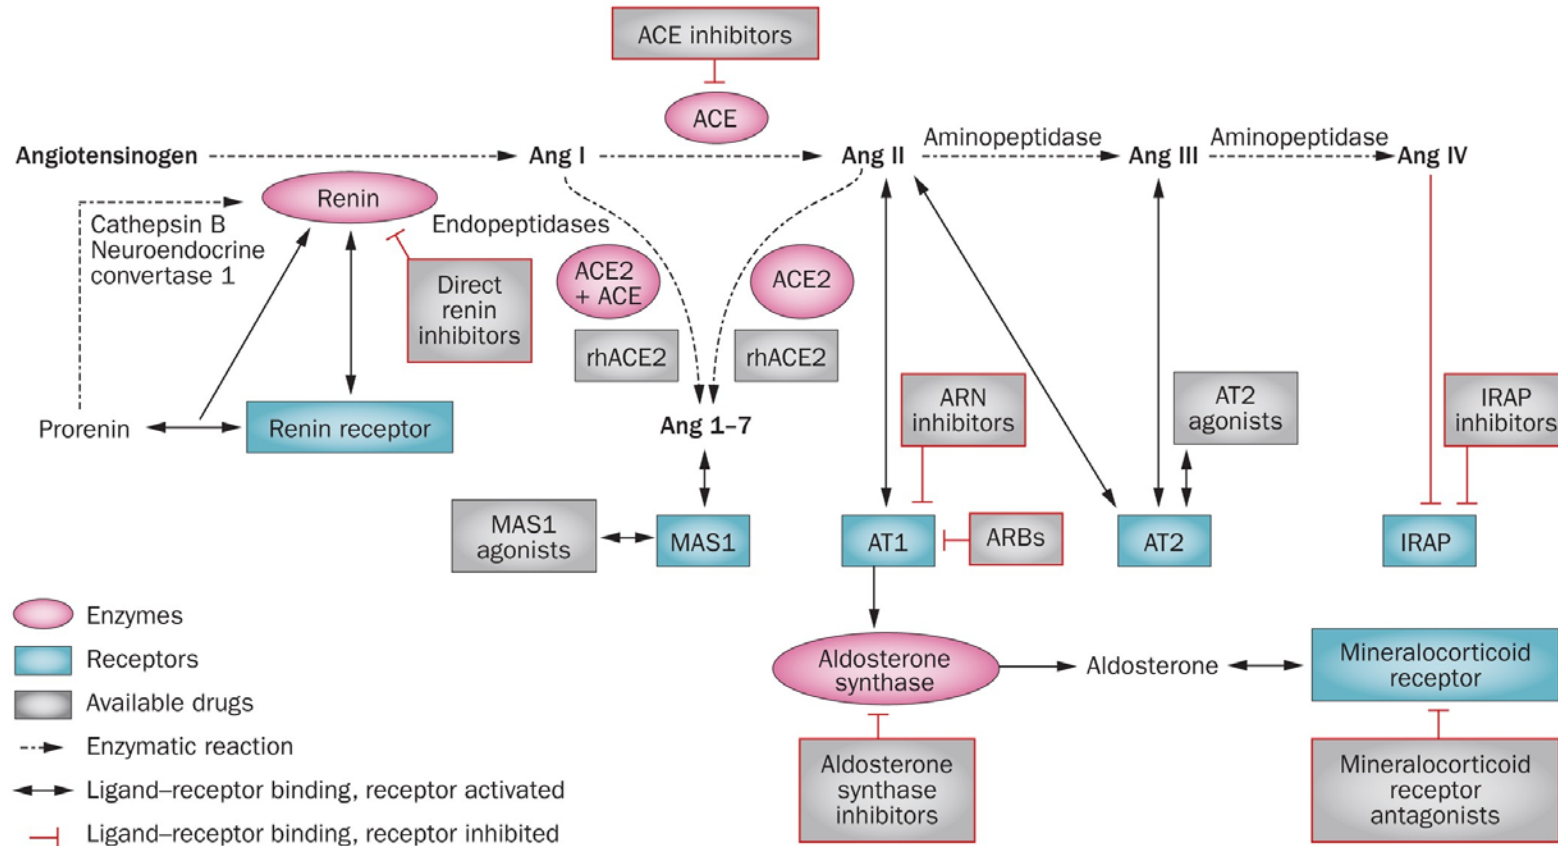 ACE inhibitors
ACE
Angiotensinogen
Ang I
Ang II
Aminopeptidase
Ang III
Aminopeptidase
Ang IV
Renin
Cathepsin B
Neuroendocrine
convertase 1
Endopeptidases
Direct
renin
inhibitors
ACE2
+ ACE
ACE2
rhACE2
rhACE2
Prorenin
Renin receptor
Ang 1–7
ARN
inhibitors
AT2
agonists
IRAP
inhibitors
MAS1
agonists
MAS1
AT1
ARBs
AT2
IRAP
Enzymes
Receptors
Available drugs
Enzymatic reaction
Ligand–receptor binding, receptor activated
Ligand–receptor binding, receptor inhibited
Aldosterone
synthase
Aldosterone
Mineralocorticoid
receptor
Aldosterone
synthase
inhibitors
Mineralocorticoid
receptor
antagonists